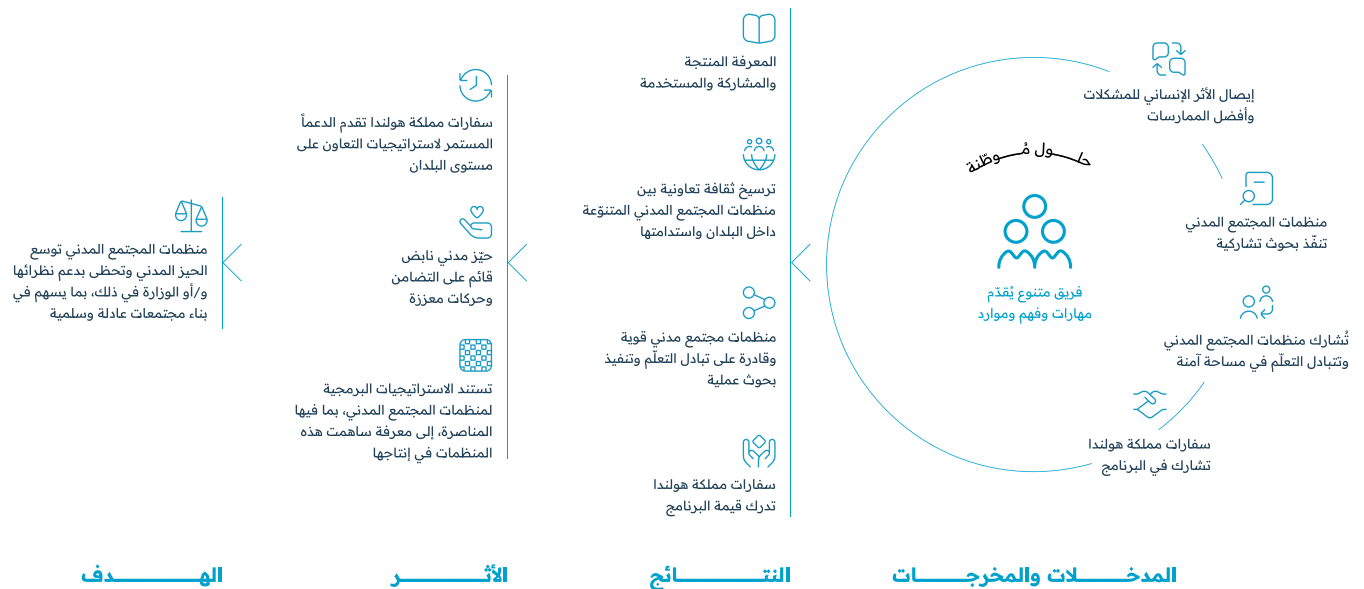 إيصال الأثر الإنساني للمشكلات
وأفضل الممارسات
حلـــول مُـــوطّنة
منظمات المجتمع المدني
تنفّذ بحوث تشاركية
فريق متنوع يُقدّم
مهارات وفهم وموارد
تُشارك منظمات المجتمع المدني
وتتبادل التعلّم في مساحة آمنة
سفارات مملكة هولندا
تشارك في البرنامج
المدخـــــلات والمخرجـــــات
المعرفة المنتجة
والمشاركة والمستخدمة
ترسيخ ثقافة تعاونية بين
منظمات المجتمع المدني المتنوّعة
داخل البلدان واستدامتها
منظمات مجتمع مدني قوية
وقادرة على تبادل التعلّم وتنفيذ
بحوث عملية
سفارات مملكة هولندا
تدرك قيمة البرنامج
النتـــــــائج
سفارات مملكة هولندا تقدم الدعماً
المستمر لاستراتيجيات التعاون على
مستوى البلدان
حيّز مدني نابض
قائم على التضامن
وحركات معززة
تستند الاستراتيجيات البرمجية
لمنظمات المجتمع المدني، بما فيها
المناصرة، إلى معرفة ساهمت هذه
المنظمات في إنتاجها
الأثـــــــر
منظمات المجتمع المدني توسع
الحيز المدني وتحظى بدعم نظرائها
و/أو الوزارة في ذلك، بما يسهم في
بناء مجتمعات عادلة وسلمية
الهـــــــدف